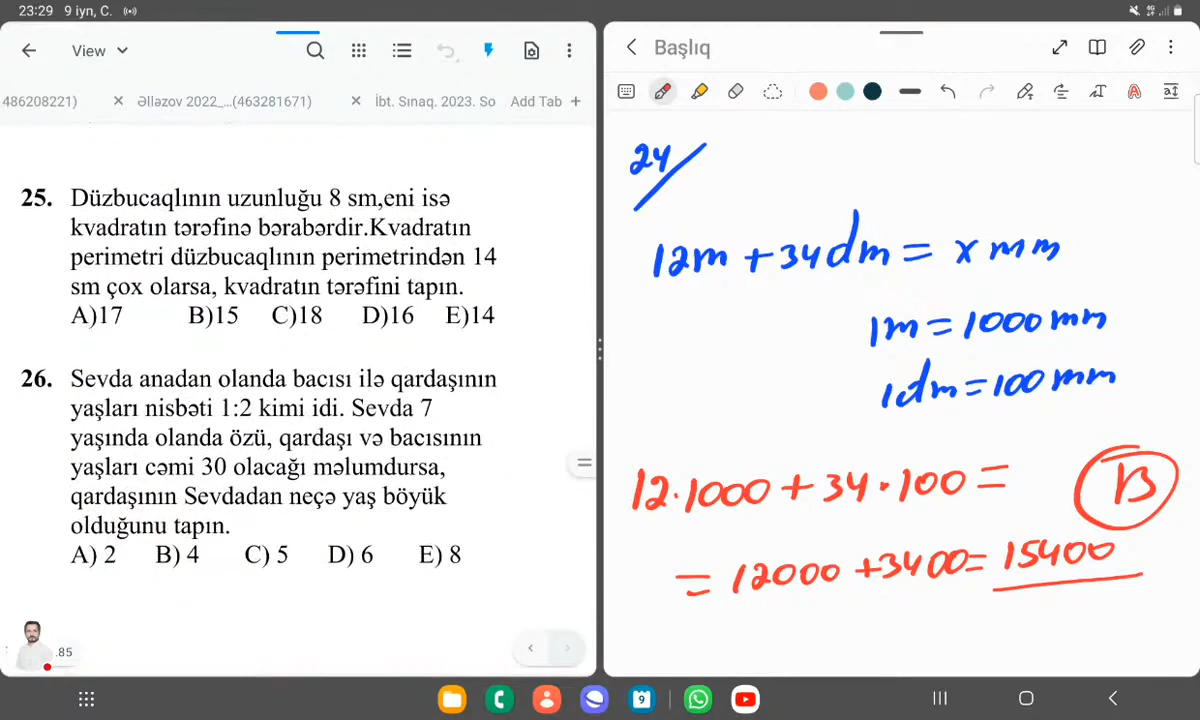 23:29 9 iyn, C.
View
486208221) × Əlləzov 2022_...(463281671) × İbt. Sınaq. 2023. So Add Tab +
25. Düzbucaqlının uzunluğu 8 sm,eni isə
kvadratın tərəfinə bərabərdir.Kvadratın
perimetri düzbucaqlının perimetrindən 14
sm çox olarsa, kvadratın tərəfini tapın.
A)17 B)15 C)18 D)16 E)14
26. Sevda anadan olanda bacısı ilə qardaşının
yaşları nisbəti 1:2 kimi idi. Sevda 7
yaşında olanda özü, qardaşı və bacısının
yaşları cəmi 30 olacağı məlumdursa,
qardaşının Sevdadan neçə yaş böyük
olduğunu tapın.
A) 2 B) 4 C) 5 D) 6 E) 8
.85
4G
Başlıq
24/
12m + 34dm = x mm
1m = 1000 mm
1dm = 100 mm
12·1000 + 34·100 = B
= 12000 + 3400 = 15400
9